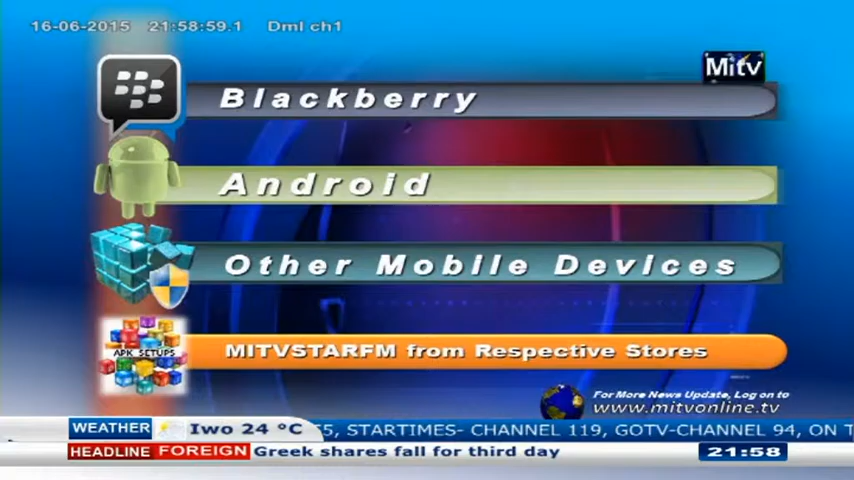 16-06-2015 21:58:59.1 Dml ch1
Mitv
Blackberry
Android
Other Mobile Devices
APK SETUPS
MITVSTARFM from Respective Stores
For More News Update, Log on to
www.mitvonline.tv
WEATHER Iwo 24 °C 55, STARTIMES- CHANNEL 119, GOTV-CHANNEL 94, ON T
HEADLINE FOREIGN Greek shares fall for third day 21:58